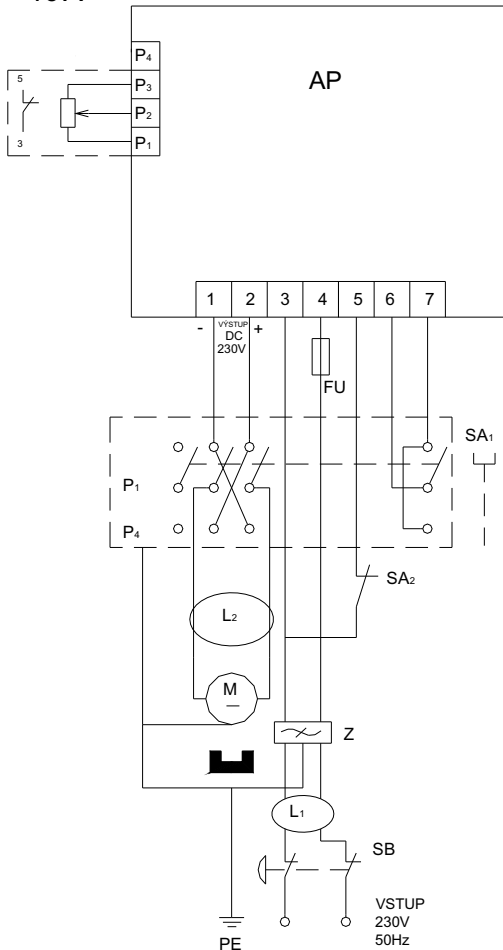 P4
AP
5
P3
P2
3
P1
1 2 3 4 5 6 7
- VÝSTUP +
DC
230V
FU
SA1
P1
P4
SA2
L2
M
Z
L1
SB
VSTUP
230V
50Hz
PE